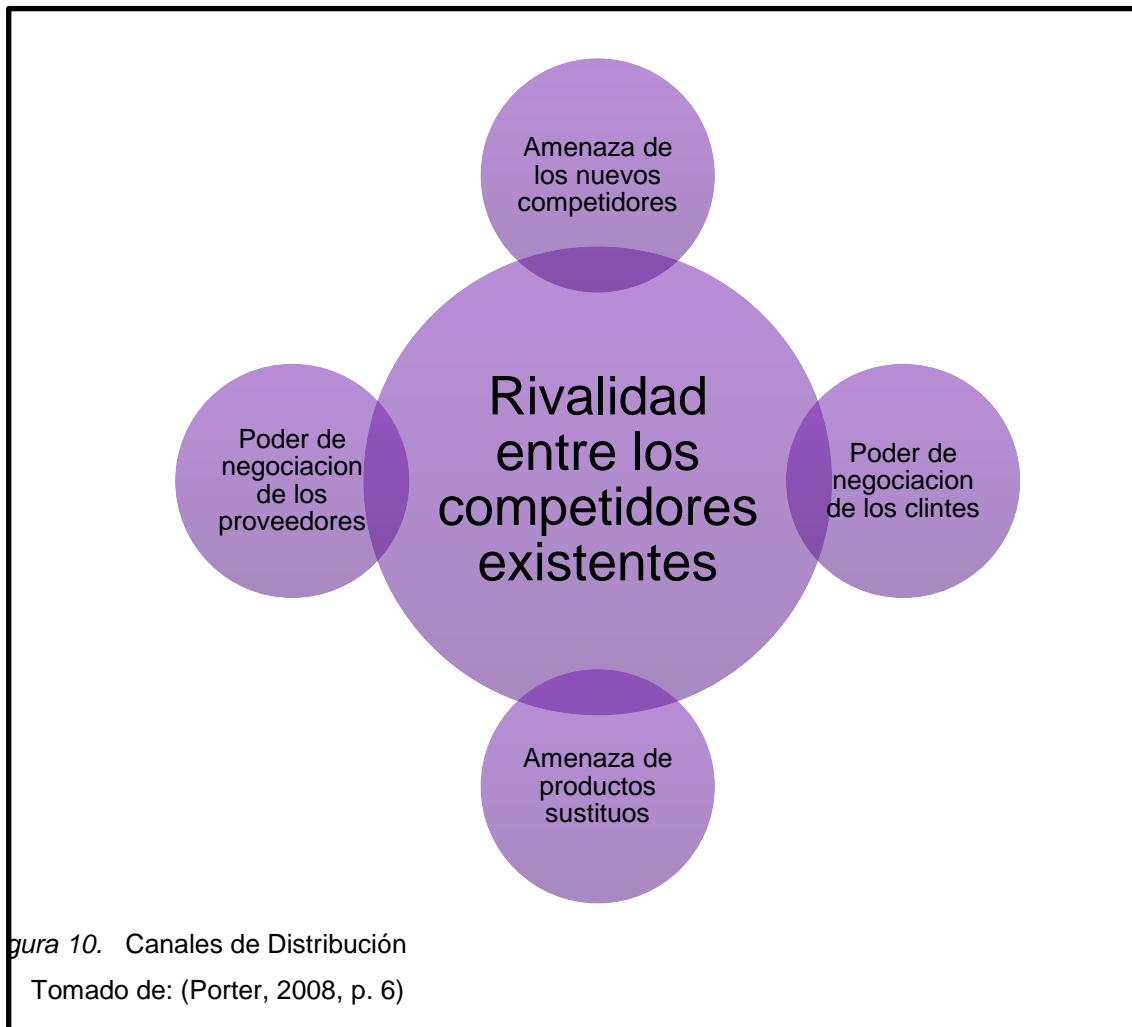 Amenaza de
los nuevos
competidores
Rivalidad
entre los
competidores
existentes
Poder de
negociacion
de los
proveedores
Poder de
negociacion
de los clintes
Amenaza de
productos
sustituos
gura 10. Canales de Distribución
Tomado de: (Porter, 2008, p. 6)